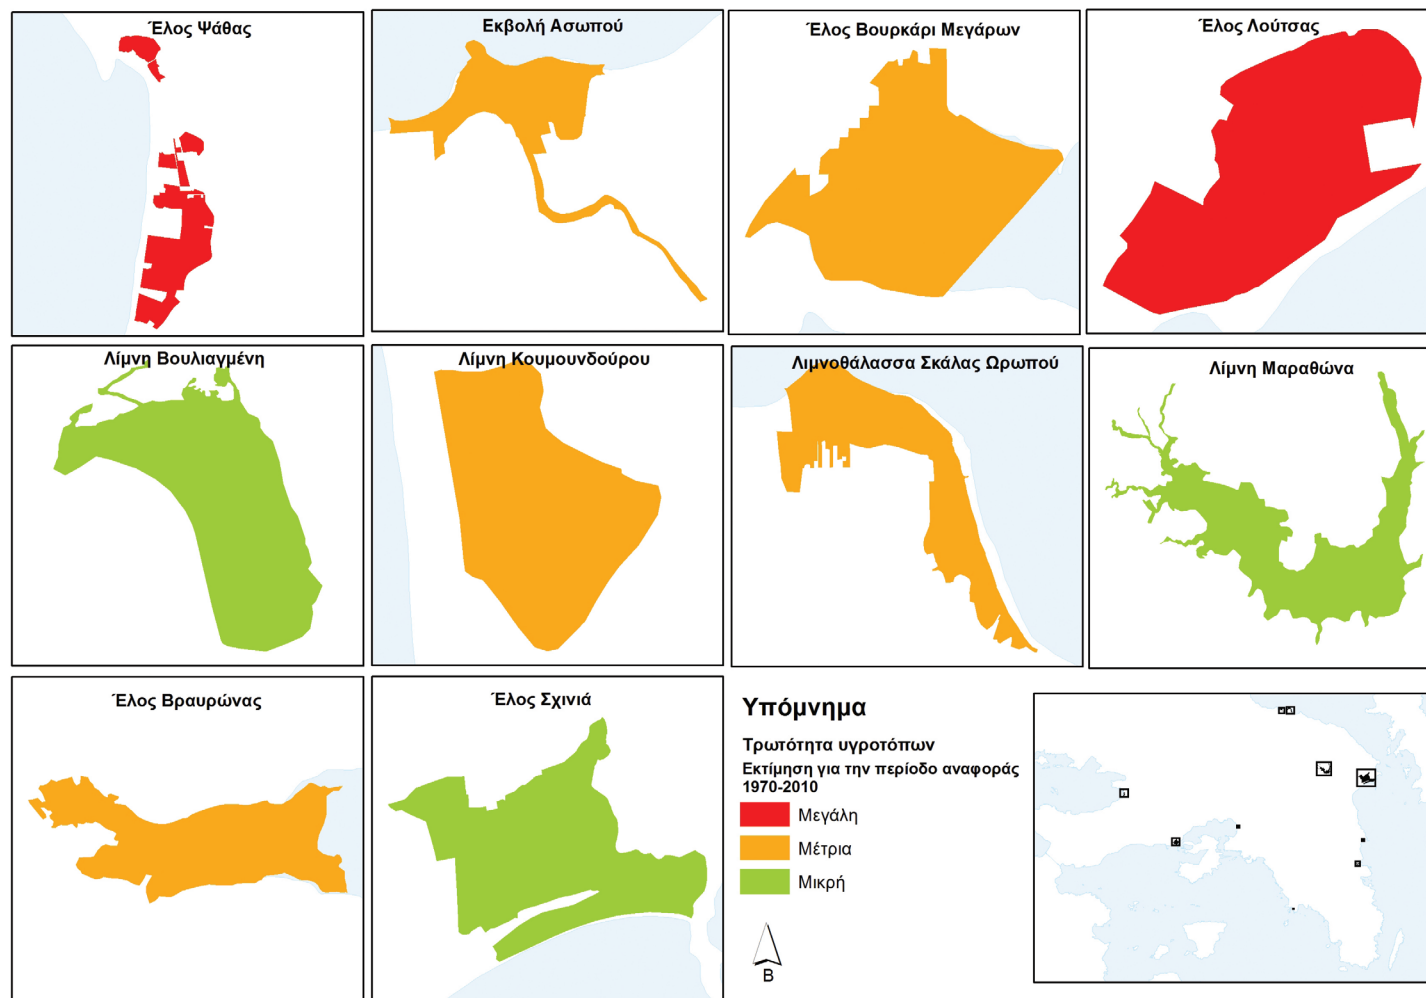 Έλος Ψάθας
Εκβολή Ασωπού
Έλος Βουρκάρι Μεγάρων
Έλος Λούτσας
Λίμνη Βουλιαγμένη
Λίμνη Κουμουνδούρου
Λιμνοθάλασσα Σκάλας Ωρωπού
Λίμνη Μαραθώνα
Έλος Βραυρώνας
Έλος Σχινιά
Υπόμνημα
Τρωτότητα υγροτόπων
Εκτίμηση για την περίοδο αναφοράς
1970-2010
Μεγάλη
Μέτρια
Μικρή
Β